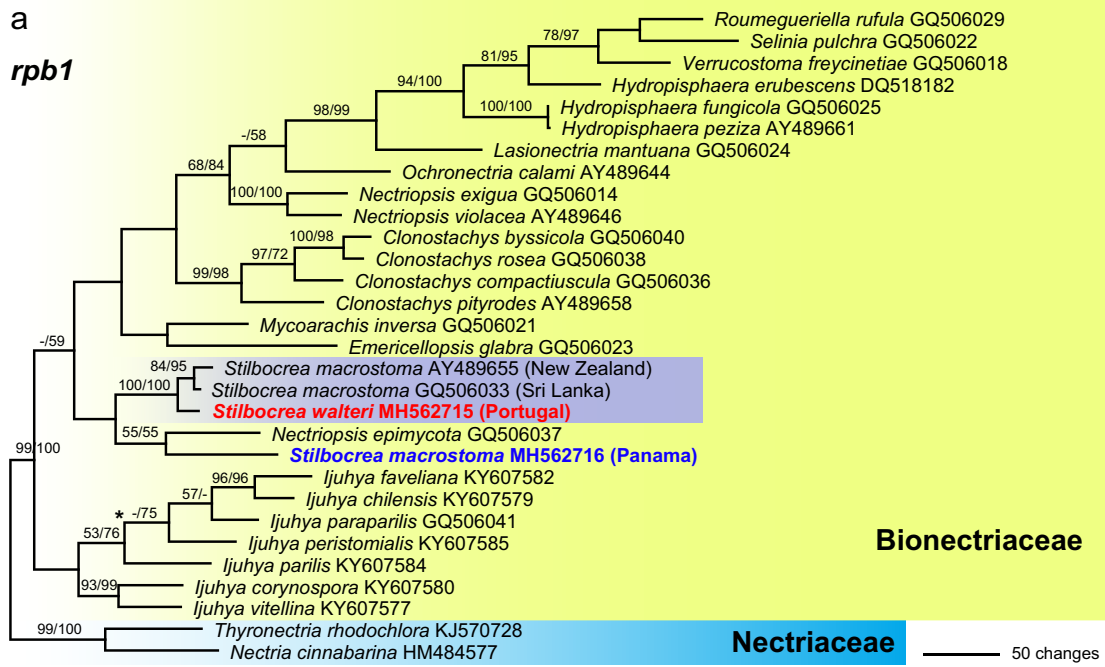 a
rpb1
Roumegueriella rufula GQ506029
78/97
Selinia pulchra GQ506022
81/95
Verrucostoma freycinetiae GQ506018
94/100
Hydropisphaera erubescens DQ518182
100/100
Hydropisphaera fungicola GQ506025
98/99
Hydropisphaera peziza AY489661
-/58
Lasionectria mantuana GQ506024
68/84
Ochronectria calami AY489644
100/100
Nectriopsis exigua GQ506014
Nectriopsis violacea AY489646
100/98
Clonostachys byssicola GQ506040
97/72
Clonostachys rosea GQ506038
99/98
Clonostachys compactiuscula GQ506036
Clonostachys pityrodes AY489658
Mycoarachis inversa GQ506021
-/59
Emericellopsis glabra GQ506023
84/95
Stilbocrea macrostoma AY489655 (New Zealand)
100/100
Stilbocrea macrostoma GQ506033 (Sri Lanka)
Stilbocrea walteri MH562715 (Portugal)
55/55
Nectriopsis epimycota GQ506037
99/100
Stilbocrea macrostoma MH562716 (Panama)
96/96
Ijuhya faveliana KY607582
57/-
Ijuhya chilensis KY607579
* -/75
Ijuhya paraparilis GQ506041
53/76
Ijuhya peristomialis KY607585
Bionectriaceae
Ijuhya parilis KY607584
93/99
Ijuhya corynospora KY607580
Ijuhya vitellina KY607577
99/100
Thyronectria rhodochlora KJ570728
Nectriaceae
Nectria cinnabarina HM484577
50 changes